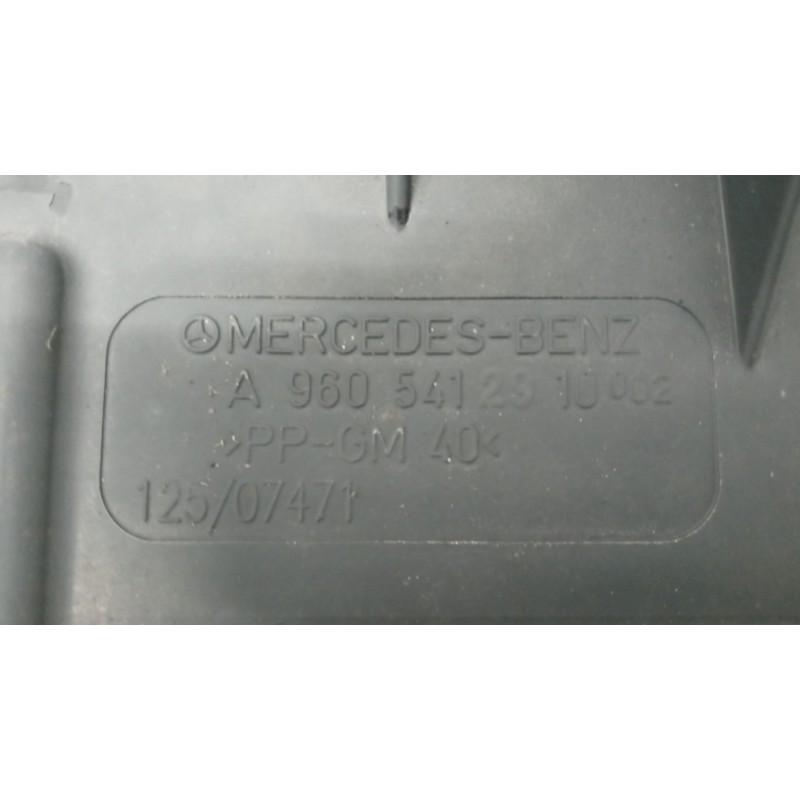 MERCEDES-BENZ
A 960 541 23 10 002
>PP-GM 40<
125/07471